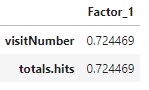 Factor_1
visitNumber 0.724469
totals.hits 0.724469